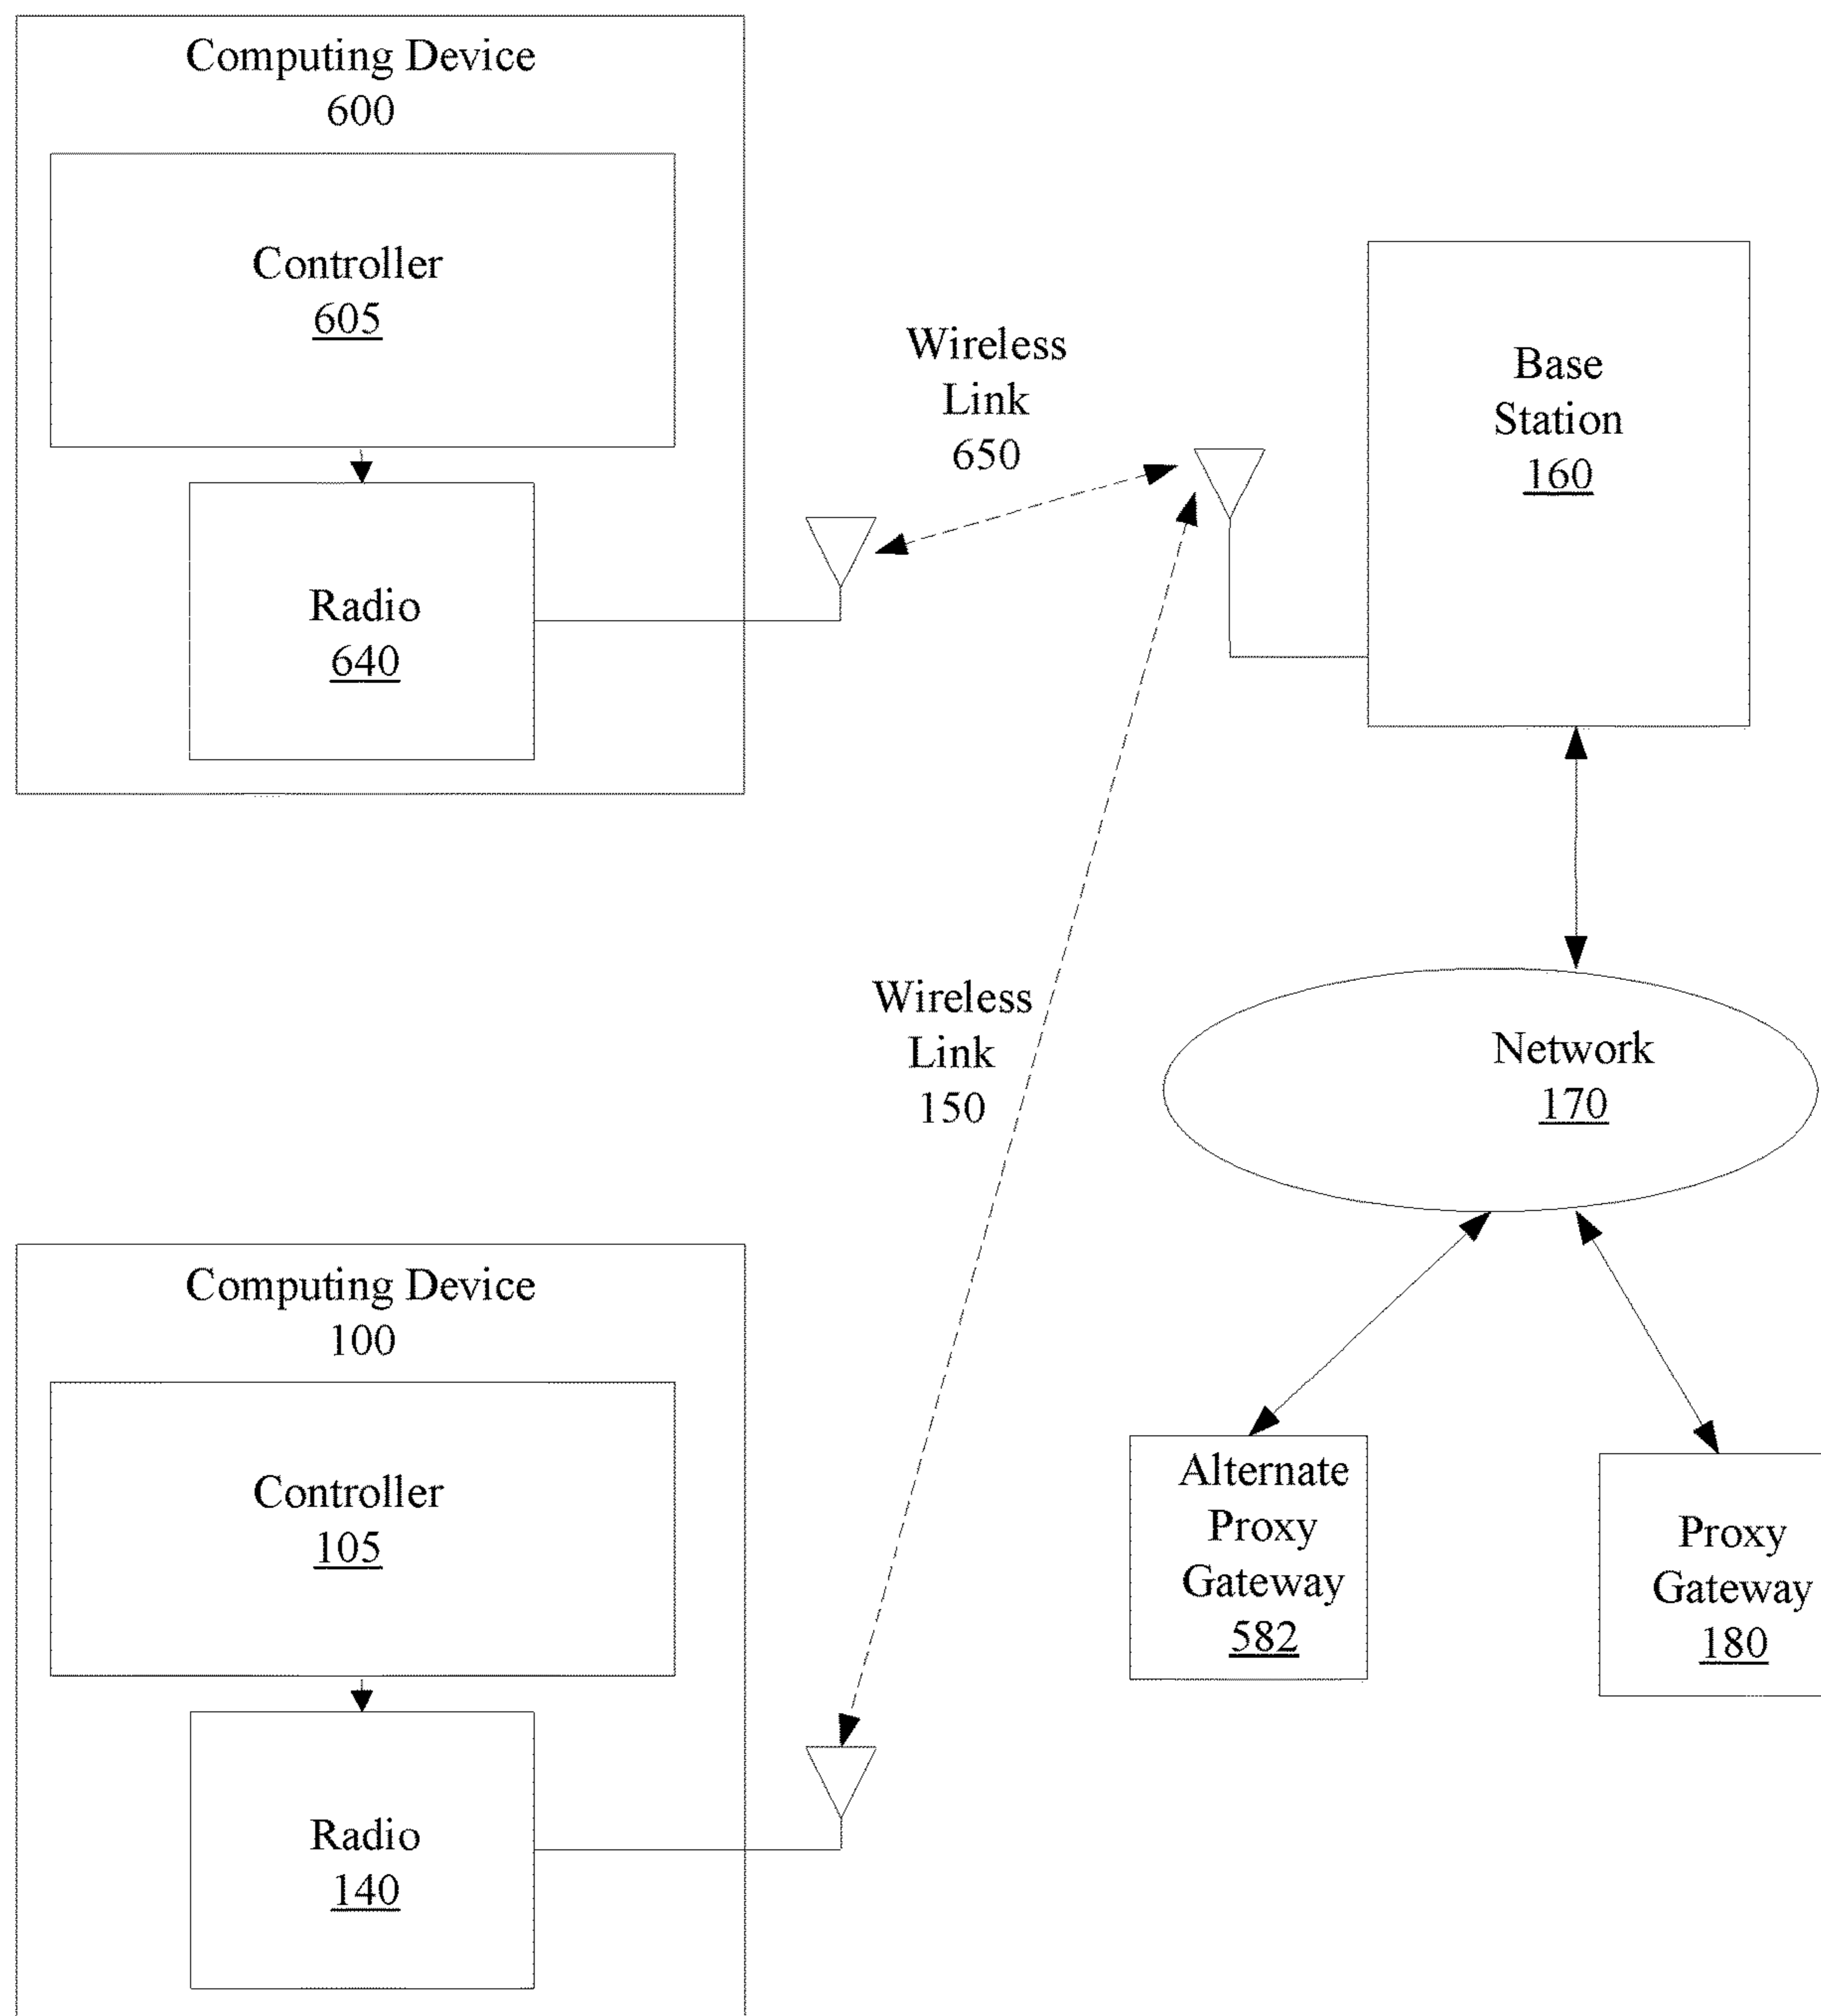 Computing Device
600
Controller
605
Radio
640
Wireless
Link
650
Base
Station
160
Wireless
Link
150
Network
170
Computing Device
100
Controller
105
Radio
140
Alternate
Proxy
Gateway
582
Proxy
Gateway
180